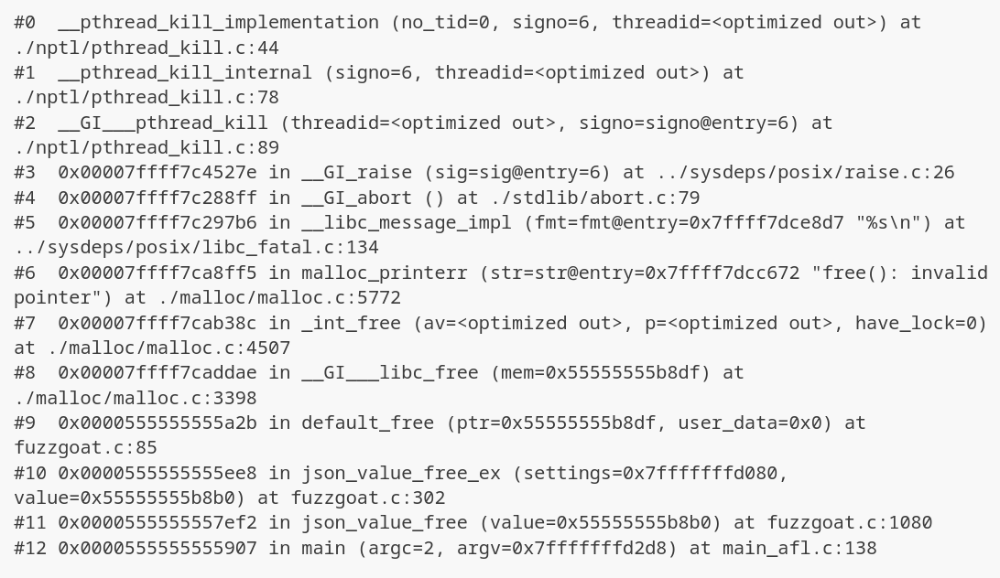 #0  __pthread_kill_implementation (no_tid=0, signo=6, threadid=<optimized out>) at
./nptl/pthread_kill.c:44
#1  __pthread_kill_internal (signo=6, threadid=<optimized out>) at
./nptl/pthread_kill.c:78
#2  __GI___pthread_kill (threadid=<optimized out>, signo=signo@entry=6) at
./nptl/pthread_kill.c:89
#3  0x00007ffff7c4527e in __GI_raise (sig=sig@entry=6) at ../sysdeps/posix/raise.c:26
#4  0x00007ffff7c288ff in __GI_abort () at ./stdlib/abort.c:79
#5  0x00007ffff7c297b6 in __libc_message_impl (fmt=fmt@entry=0x7ffff7dce8d7 "%s\n") at
../sysdeps/posix/libc_fatal.c:134
#6  0x00007ffff7ca8ff5 in malloc_printerr (str=str@entry=0x7ffff7dcc672 "free(): invalid
pointer") at ./malloc/malloc.c:5772
#7  0x00007ffff7cab38c in _int_free (av=<optimized out>, p=<optimized out>, have_lock=0)
at ./malloc/malloc.c:4507
#8  0x00007ffff7caddae in __GI___libc_free (mem=0x55555555b8df) at
./malloc/malloc.c:3398
#9  0x0000555555555a2b in default_free (ptr=0x55555555b8df, user_data=0x0) at
fuzzgoat.c:85
#10 0x0000555555555ee8 in json_value_free_ex (settings=0x7fffffffd080,
value=0x55555555b8b0) at fuzzgoat.c:302
#11 0x0000555555557ef2 in json_value_free (value=0x55555555b8b0) at fuzzgoat.c:1080
#12 0x0000555555555907 in main (argc=2, argv=0x7fffffffd2d8) at main_afl.c:138